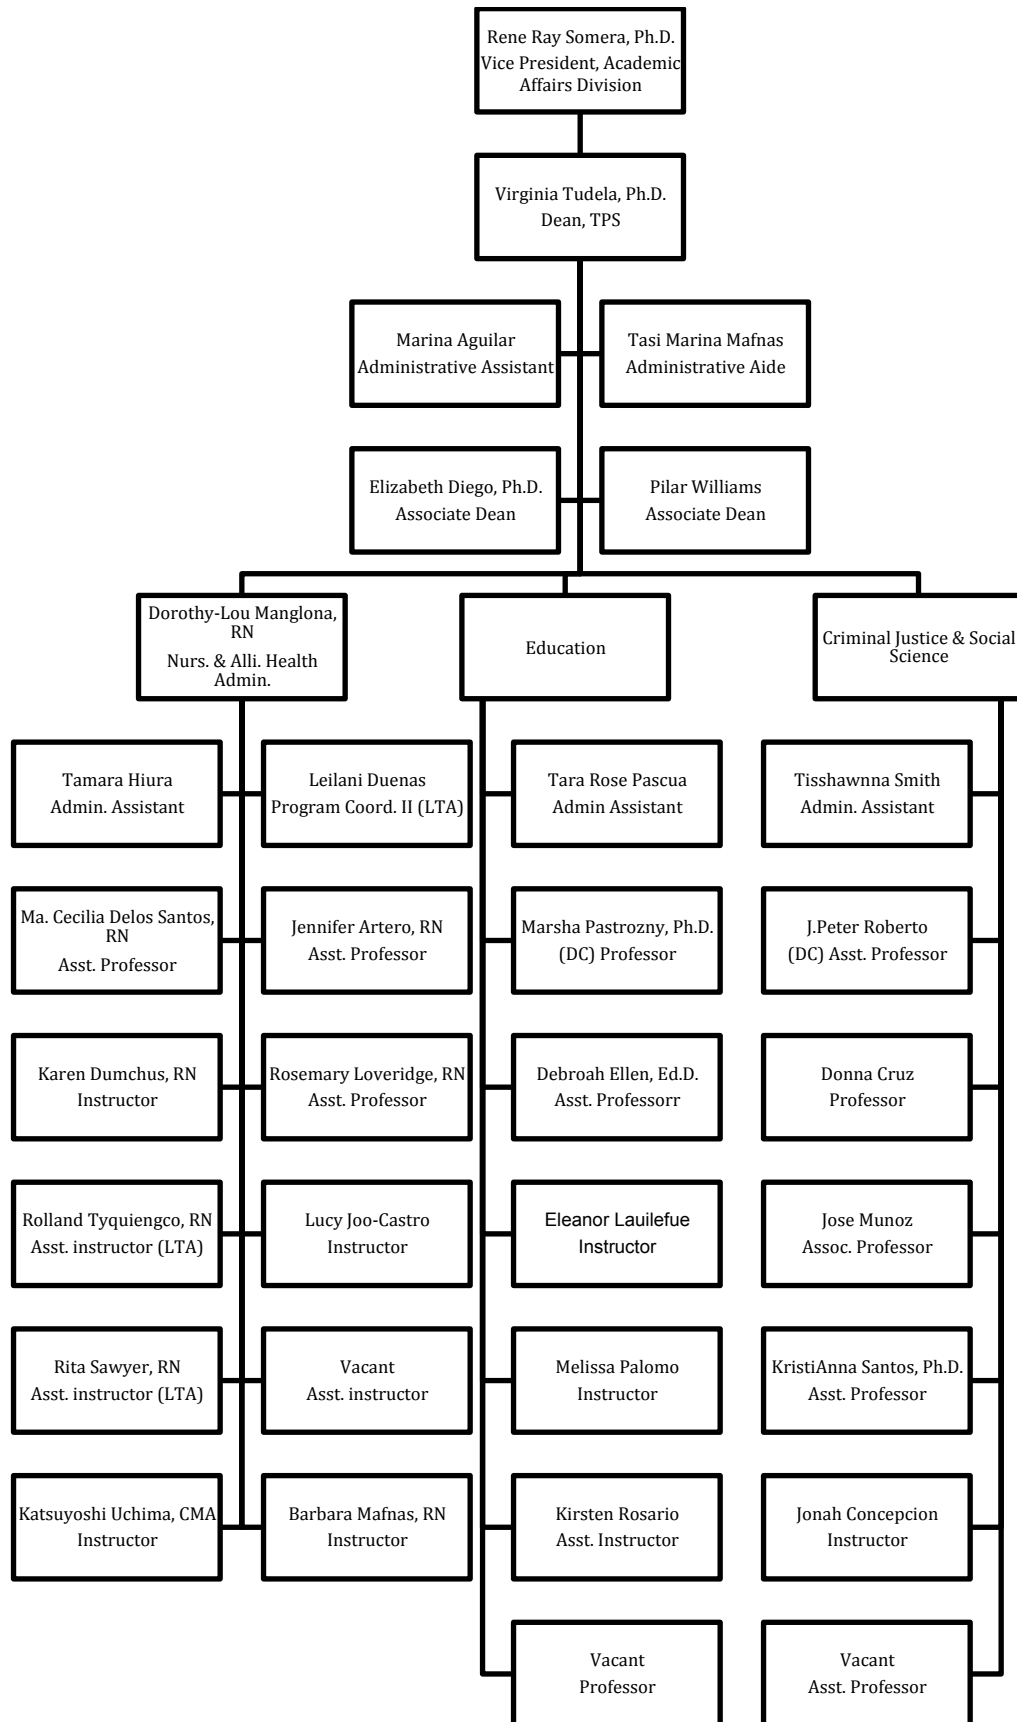 Rene Ray Somera, Ph.D.
Vice President, Academic
Affairs Division
Virginia Tudela, Ph.D.
Dean, TPS
Marina Aguilar
Administrative Assistant
Tasi Marina Mafnas
Administrative Aide
Elizabeth Diego, Ph.D.
Associate Dean
Pilar Williams
Associate Dean
Dorothy-Lou Manglona,
RN
Nurs. & Alli. Health
Admin.
Education
Criminal Justice & Social
Science
Tamara Hiura
Admin. Assistant
Leilani Duenas
Program Coord. II (LTA)
Tara Rose Pascua
Admin Assistant
Tisshawnna Smith
Admin. Assistant
Ma. Cecilia Delos Santos,
RN
Asst. Professor
Jennifer Artero, RN
Asst. Professor
Marsha Pastrozny, Ph.D.
(DC) Professor
J.Peter Roberto
(DC) Asst. Professor
Karen Dumchus, RN
Instructor
Rosemary Loveridge, RN
Asst. Professor
Debroah Ellen, Ed.D.
Asst. Professorr
Donna Cruz
Professor
Rolland Tyquiengco, RN
Asst. instructor (LTA)
Lucy Joo-Castro
Instructor
Eleanor Lauilefue
Instructor
Jose Munoz
Assoc. Professor
Rita Sawyer, RN
Asst. instructor (LTA)
Vacant
Asst. instructor
Melissa Palomo
Instructor
KristiAnna Santos, Ph.D.
Asst. Professor
Katsuyoshi Uchima, CMA
Instructor
Barbara Mafnas, RN
Instructor
Kirsten Rosario
Asst. Instructor
Jonah Concepcion
Instructor
Vacant
Professor
Vacant
Asst. Professor